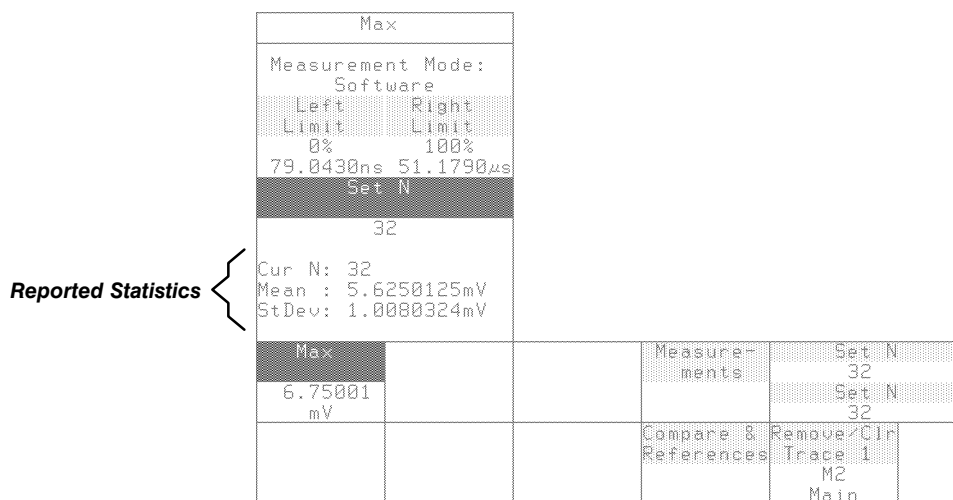 Max
Measurement Mode:
Software
Left Right
Limit Limit
0% 100%
79.0430ns 51.1790µs
Set N
32
Reported Statistics
Cur N: 32
Mean : 5.6250125mV
StDev: 1.0080324mV
Max Measure- Set N
ments 32
6.75001 Set N
mV 32
Compare & Remove/Clr
References Trace 1
M2
Main